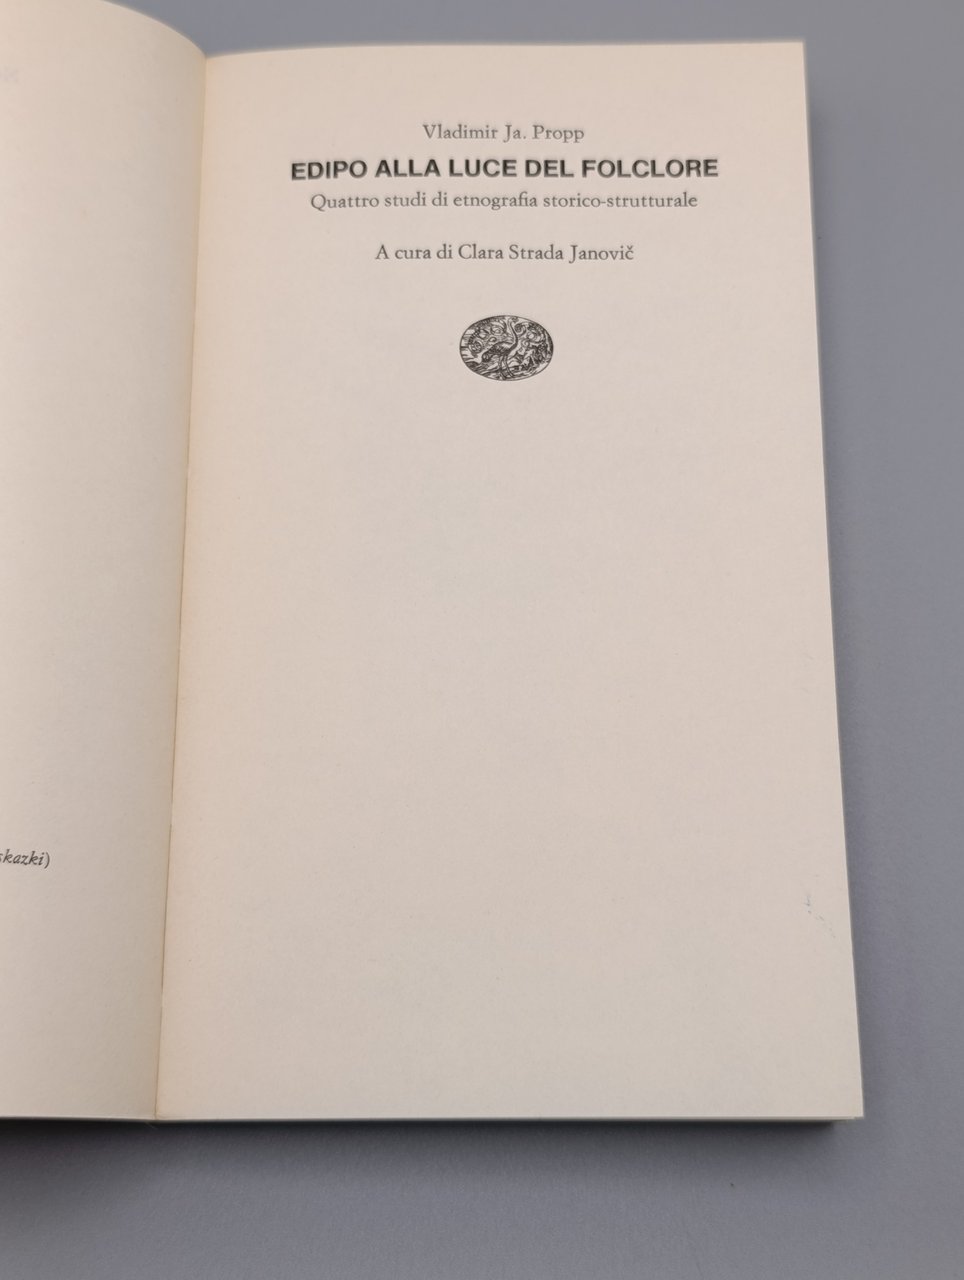 Vladimir Ja. Propp
EDIPO ALLA LUCE DEL FOLCLORE
Quattro studi di etnografia storico-strutturale
A cura di Clara Strada Janovič
skazki)